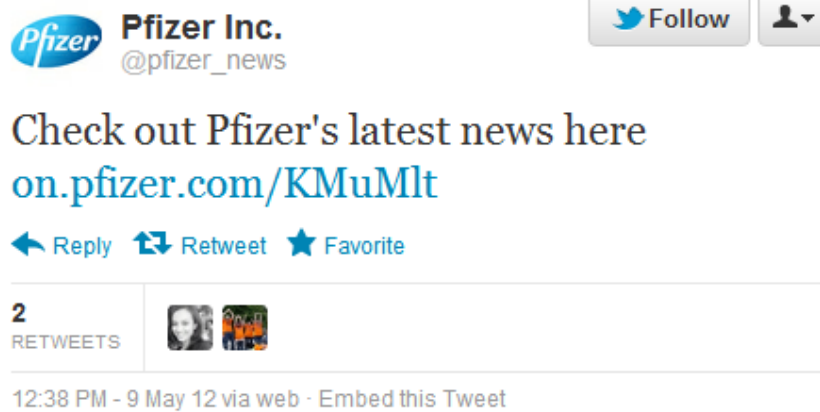 Pfizer
Pfizer Inc.
@pfizer_news
Follow
Check out Pfizer's latest news here
on.pfizer.com/KMuMlt
Reply Retweet Favorite
2
RETWEETS
12:38 PM - 9 May 12 via web · Embed this Tweet